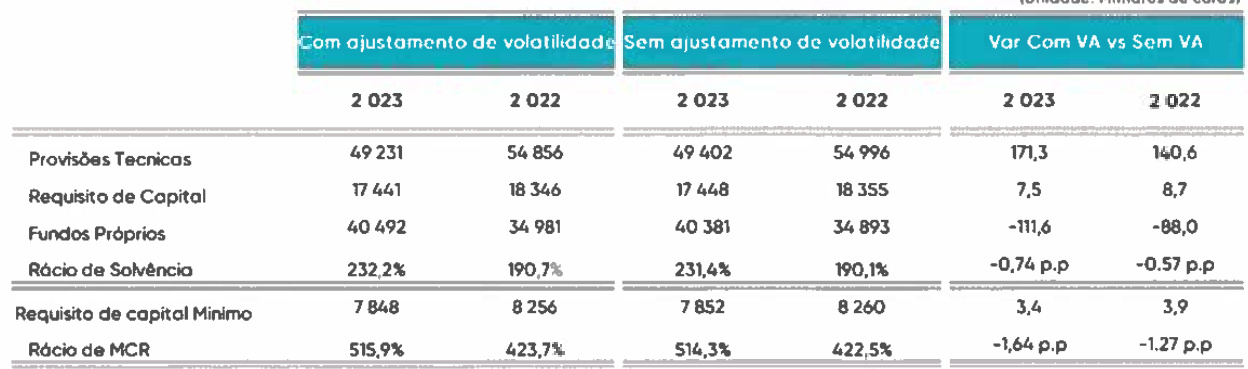 (Unidade: Milhares de euros)
Com ajustamento de volatilidade Sem ajustamento de volatilidade Var Com VA vs Sem VA
2 023 2 022 2 023 2 022 2 023 2 022
Provisões Tecnicas 49 231 54 856 49 402 54 996 171,3 140,6
Requisito de Capital 17 441 18 346 17 448 18 355 7,5 8,7
Fundos Próprios 40 492 34 981 40 381 34 893 -111,6 -88,0
Rácio de Solvência 232,2% 190,7% 231,4% 190,1% -0,74 p.p -0.57 p.p
Requisito de capital Minimo 7 848 8 256 7 852 8 260 3,4 3,9
Rácio de MCR 515,9% 423,7% 514,3% 422,5% -1,64 p.p -1.27 p.p